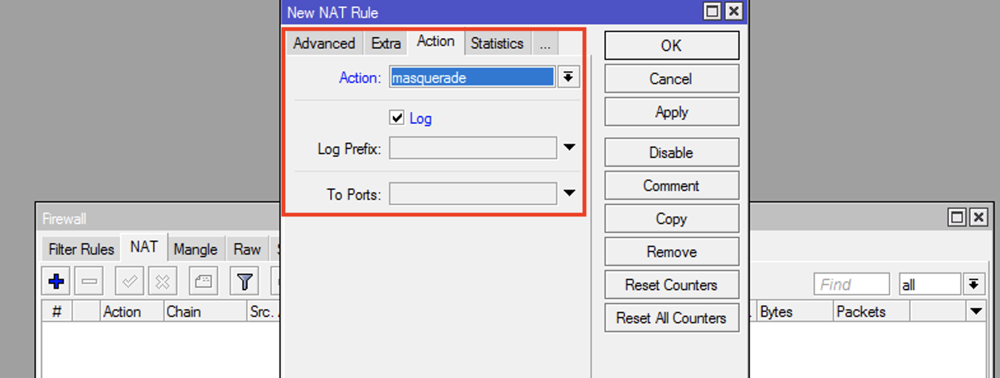 New NAT Rule
Advanced Extra Action Statistics ...
Action: masquerade
Log
Log Prefix:
To Ports:
OK
Cancel
Apply
Disable
Comment
Copy
Remove
Reset Counters
Reset All Counters
Firewall
Filter Rules NAT Mangle Raw
Find all
# Action Chain Src. Bytes Packets